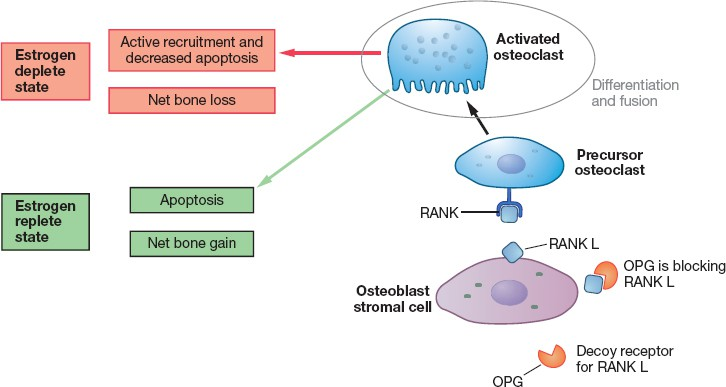 Estrogen
deplete
state
Active recruitment and
decreased apoptosis
Net bone loss
Activated
osteoclast
Differentiation
and fusion
Precursor
osteoclast
RANK
Estrogen
replete
state
Apoptosis
Net bone gain
RANK L
OPG is blocking
RANK L
Osteoblast
stromal cell
Decoy receptor
for RANK L
OPG